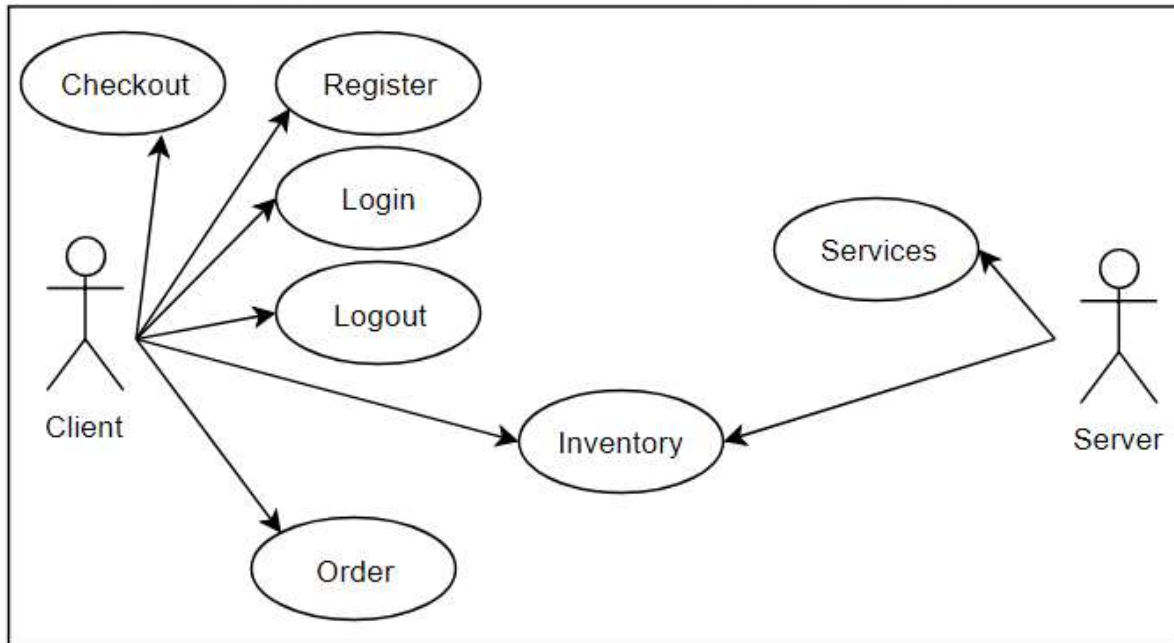 Checkout
Register
Login
Services
Logout
Client
Inventory
Server
Order